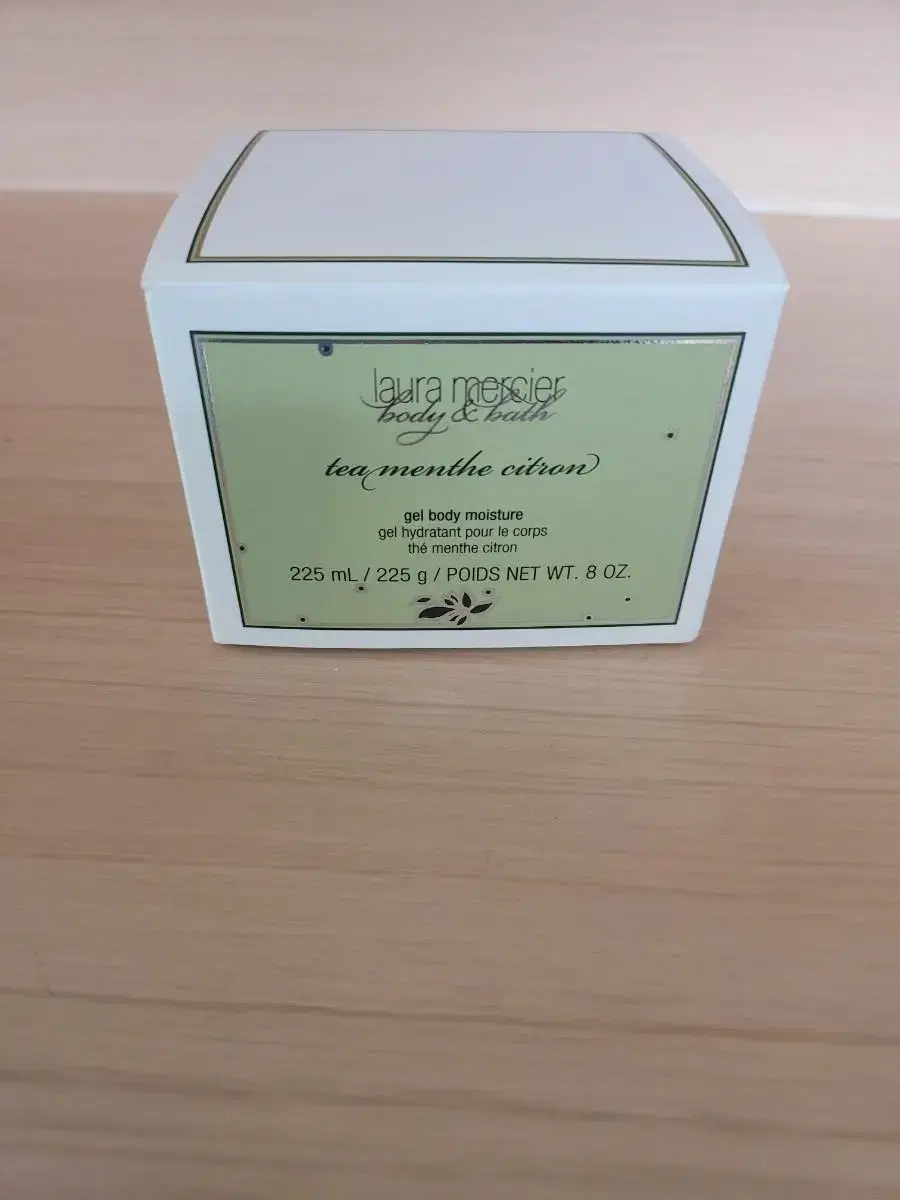 laura mercier
body & bath
tea menthe citron
gel body moisture
gel hydratant pour le corps
thé menthe citron
225 mL / 225 g / POIDS NET WT. 8 OZ.